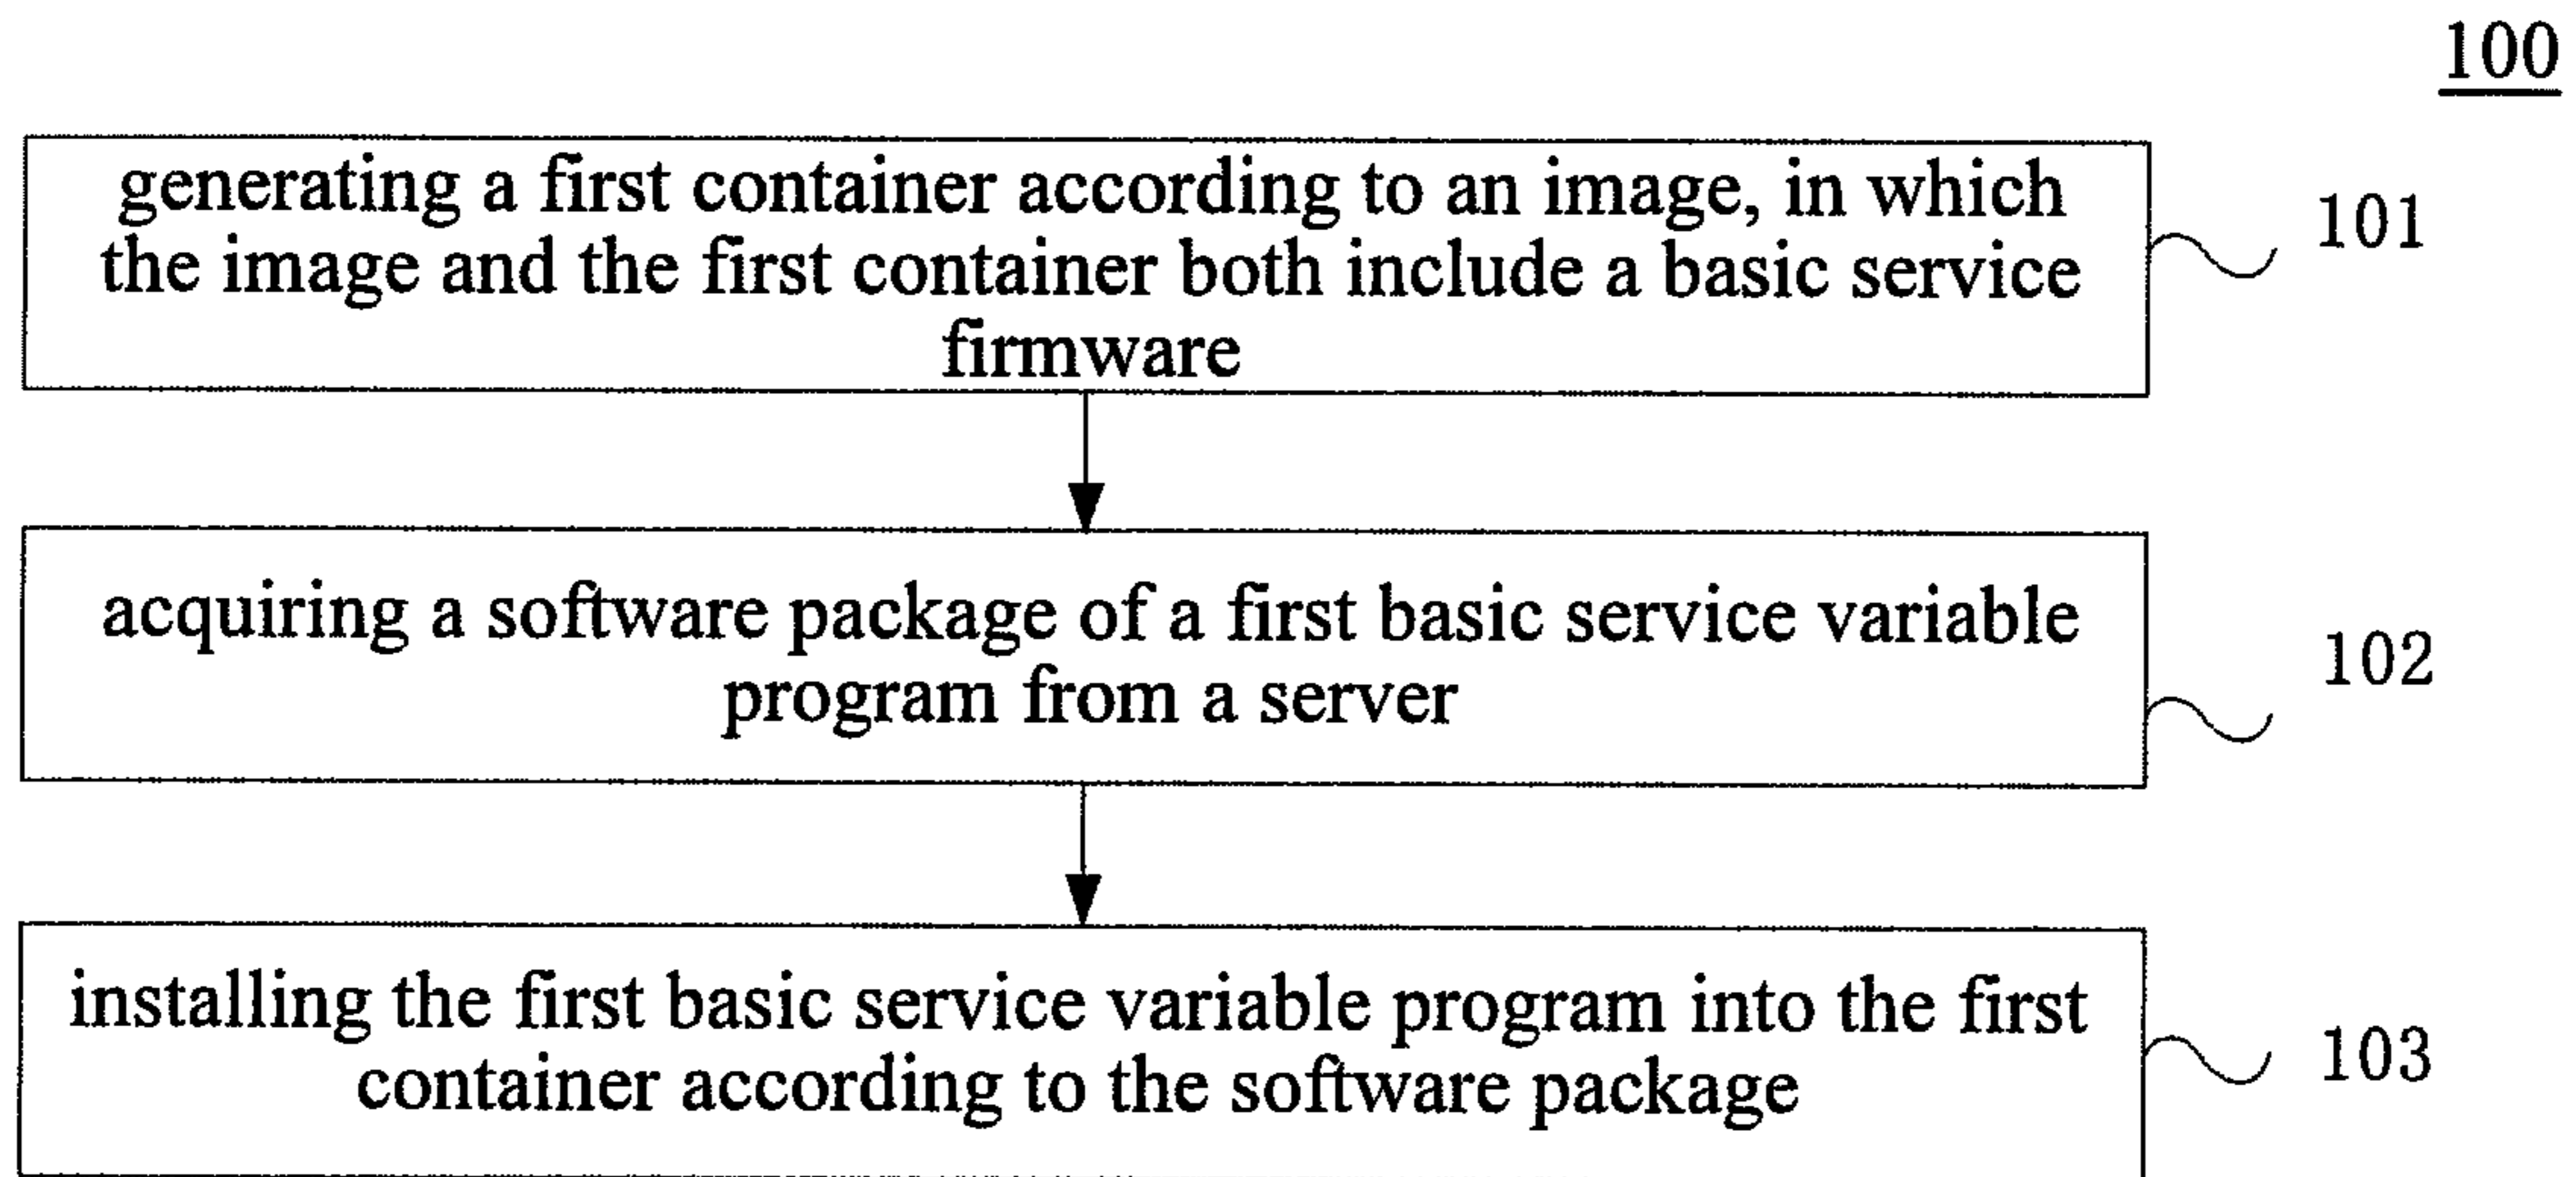 100
generating a first container according to an image, in which
the image and the first container both include a basic service
firmware
101
acquiring a software package of a first basic service variable
program from a server
102
installing the first basic service variable program into the first
container according to the software package
103